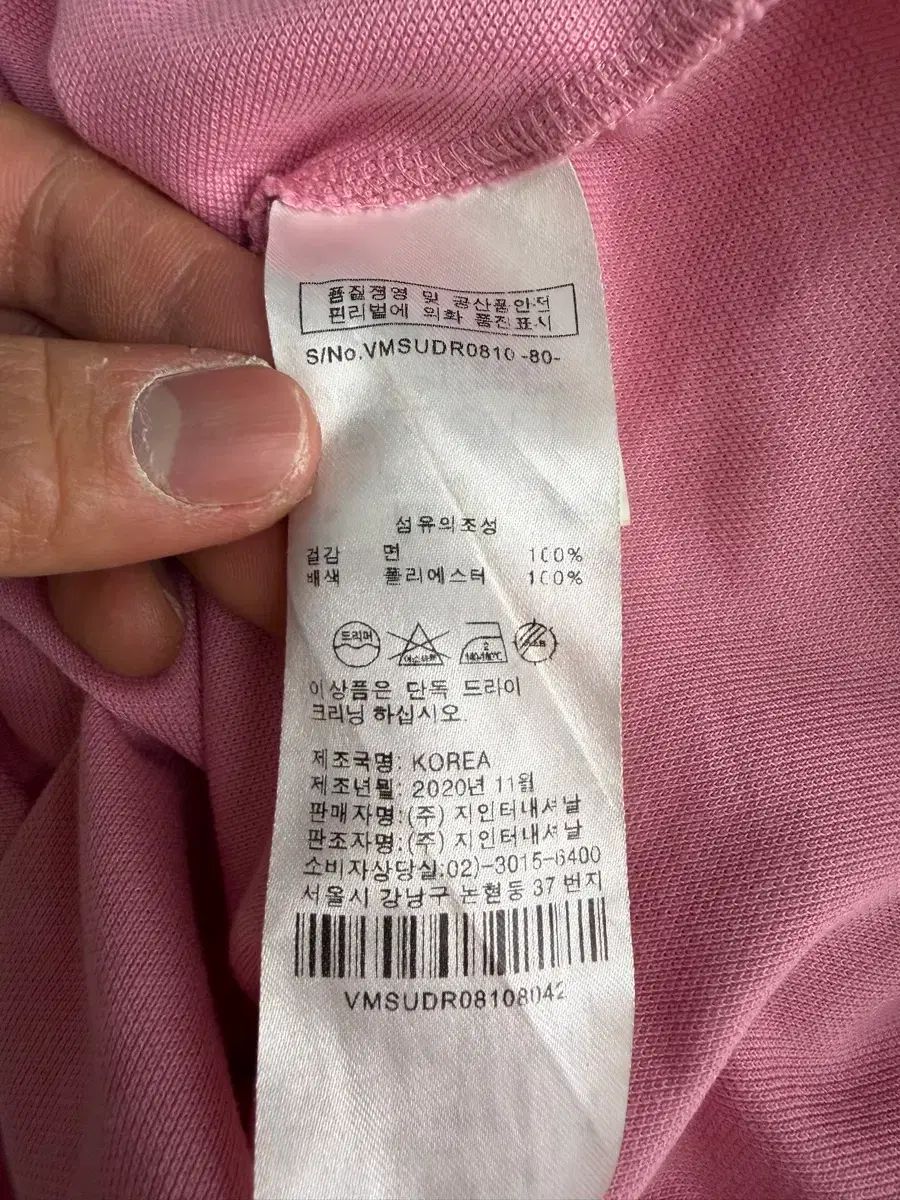 품질경영 및 공산품안전
관리법에 의한 품질표시
S/No.VMSUDR0810 -80-
섬유의조성
겉감 면 100%
배색 폴리에스터 100%
드라이
이상품은 단독 드라이
크리닝 하십시오.
제조국명: KOREA
제조년월: 2020년 11월
판매자명:(주) 지인터내셔날
판조자명:(주) 지인터내셔날
소비자상당실:02)-3015-6400
서울시 강남구 논현동 37 번지
VMSUDR08108042